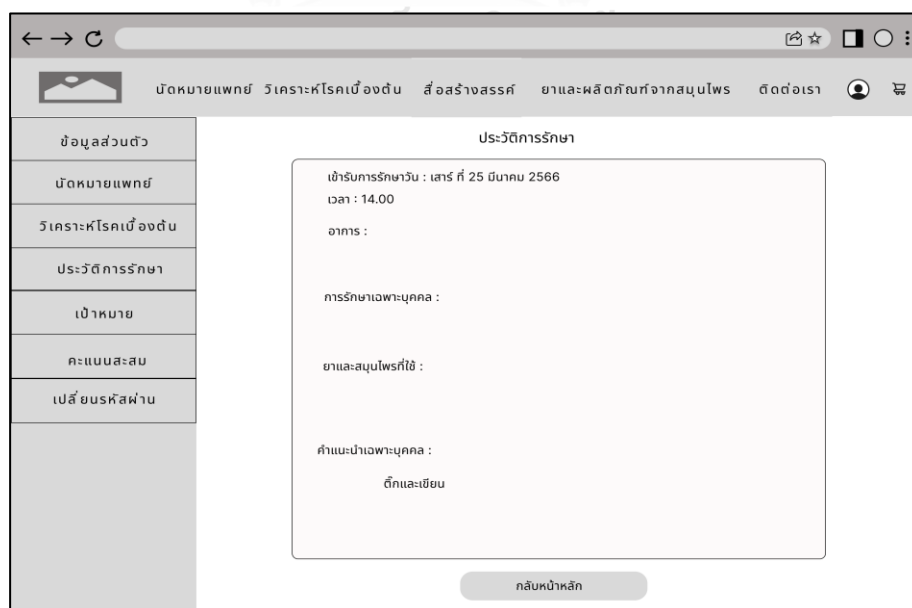 นัดหมายแพทย์ วิเคราะห์โรคเบื้องต้น สื่อสร้างสรรค์ ยาและผลิตภัณฑ์จากสมุนไพร ติดต่อเรา
ข้อมูลส่วนตัว
นัดหมายแพทย์
วิเคราะห์โรคเบื้องต้น
ประวัติการรักษา
เป้าหมาย
คะแนนสะสม
เปลี่ยนรหัสผ่าน
ประวัติการรักษา
เข้ารับการรักษาวัน : เสาร์ ที่ 25 มีนาคม 2566
เวลา : 14.00
อาการ :
การรักษาเฉพาะบุคคล :
ยาและสมุนไพรที่ใช้ :
คำแนะนำเฉพาะบุคคล :
ติ๊กและเขียน
กลับหน้าหลัก